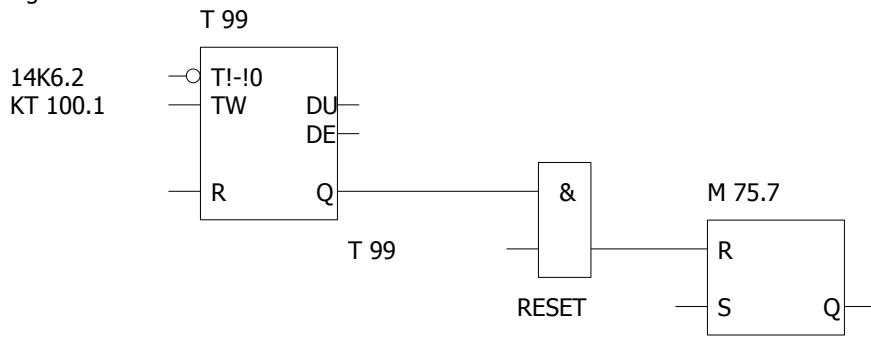 T 99
14K6.2
T!-!0
KT 100.1
TW
DU
DE
R
Q
&
M 75.7
T 99
R
RESET
S
Q